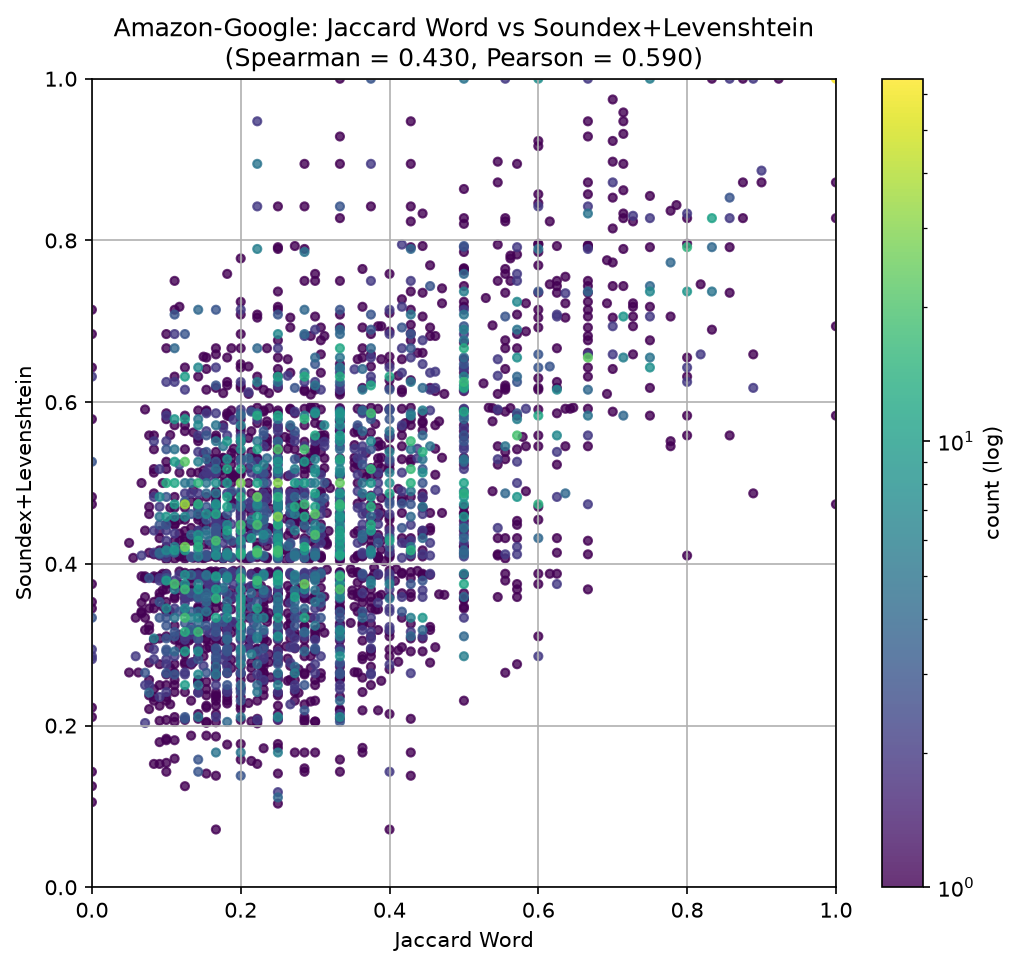 Amazon-Google: Jaccard Word vs Soundex+Levenshtein
(Spearman = 0.430, Pearson = 0.590)
1.0
0.8
0.6
0.4
0.2
0.0
Soundex+Levenshtein
0.0 0.2 0.4 0.6 0.8 1.0
Jaccard Word
10¹
10⁰
count (log)